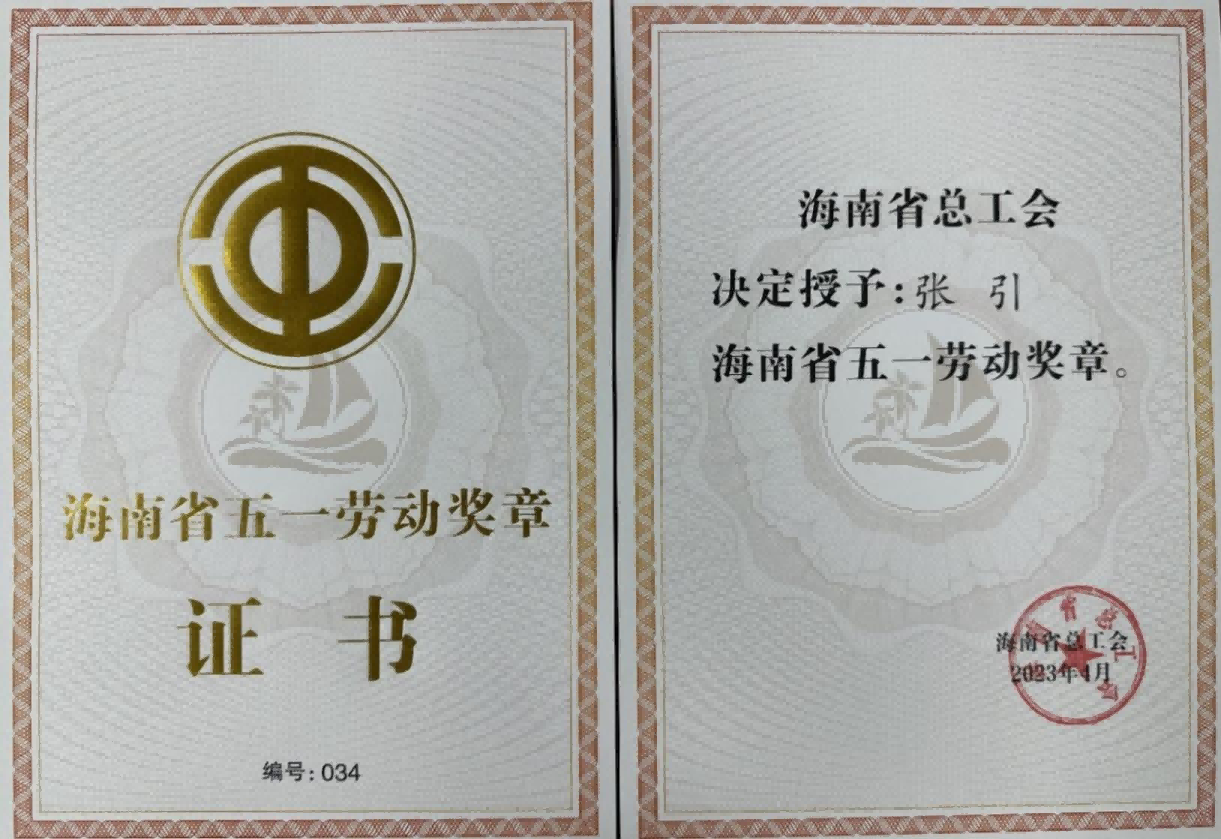 海南省五一劳动奖章
证 书
编号：034
海南省总工会
决定授予：张 引
海南省五一劳动奖章。
海南省总工会
2023年4月